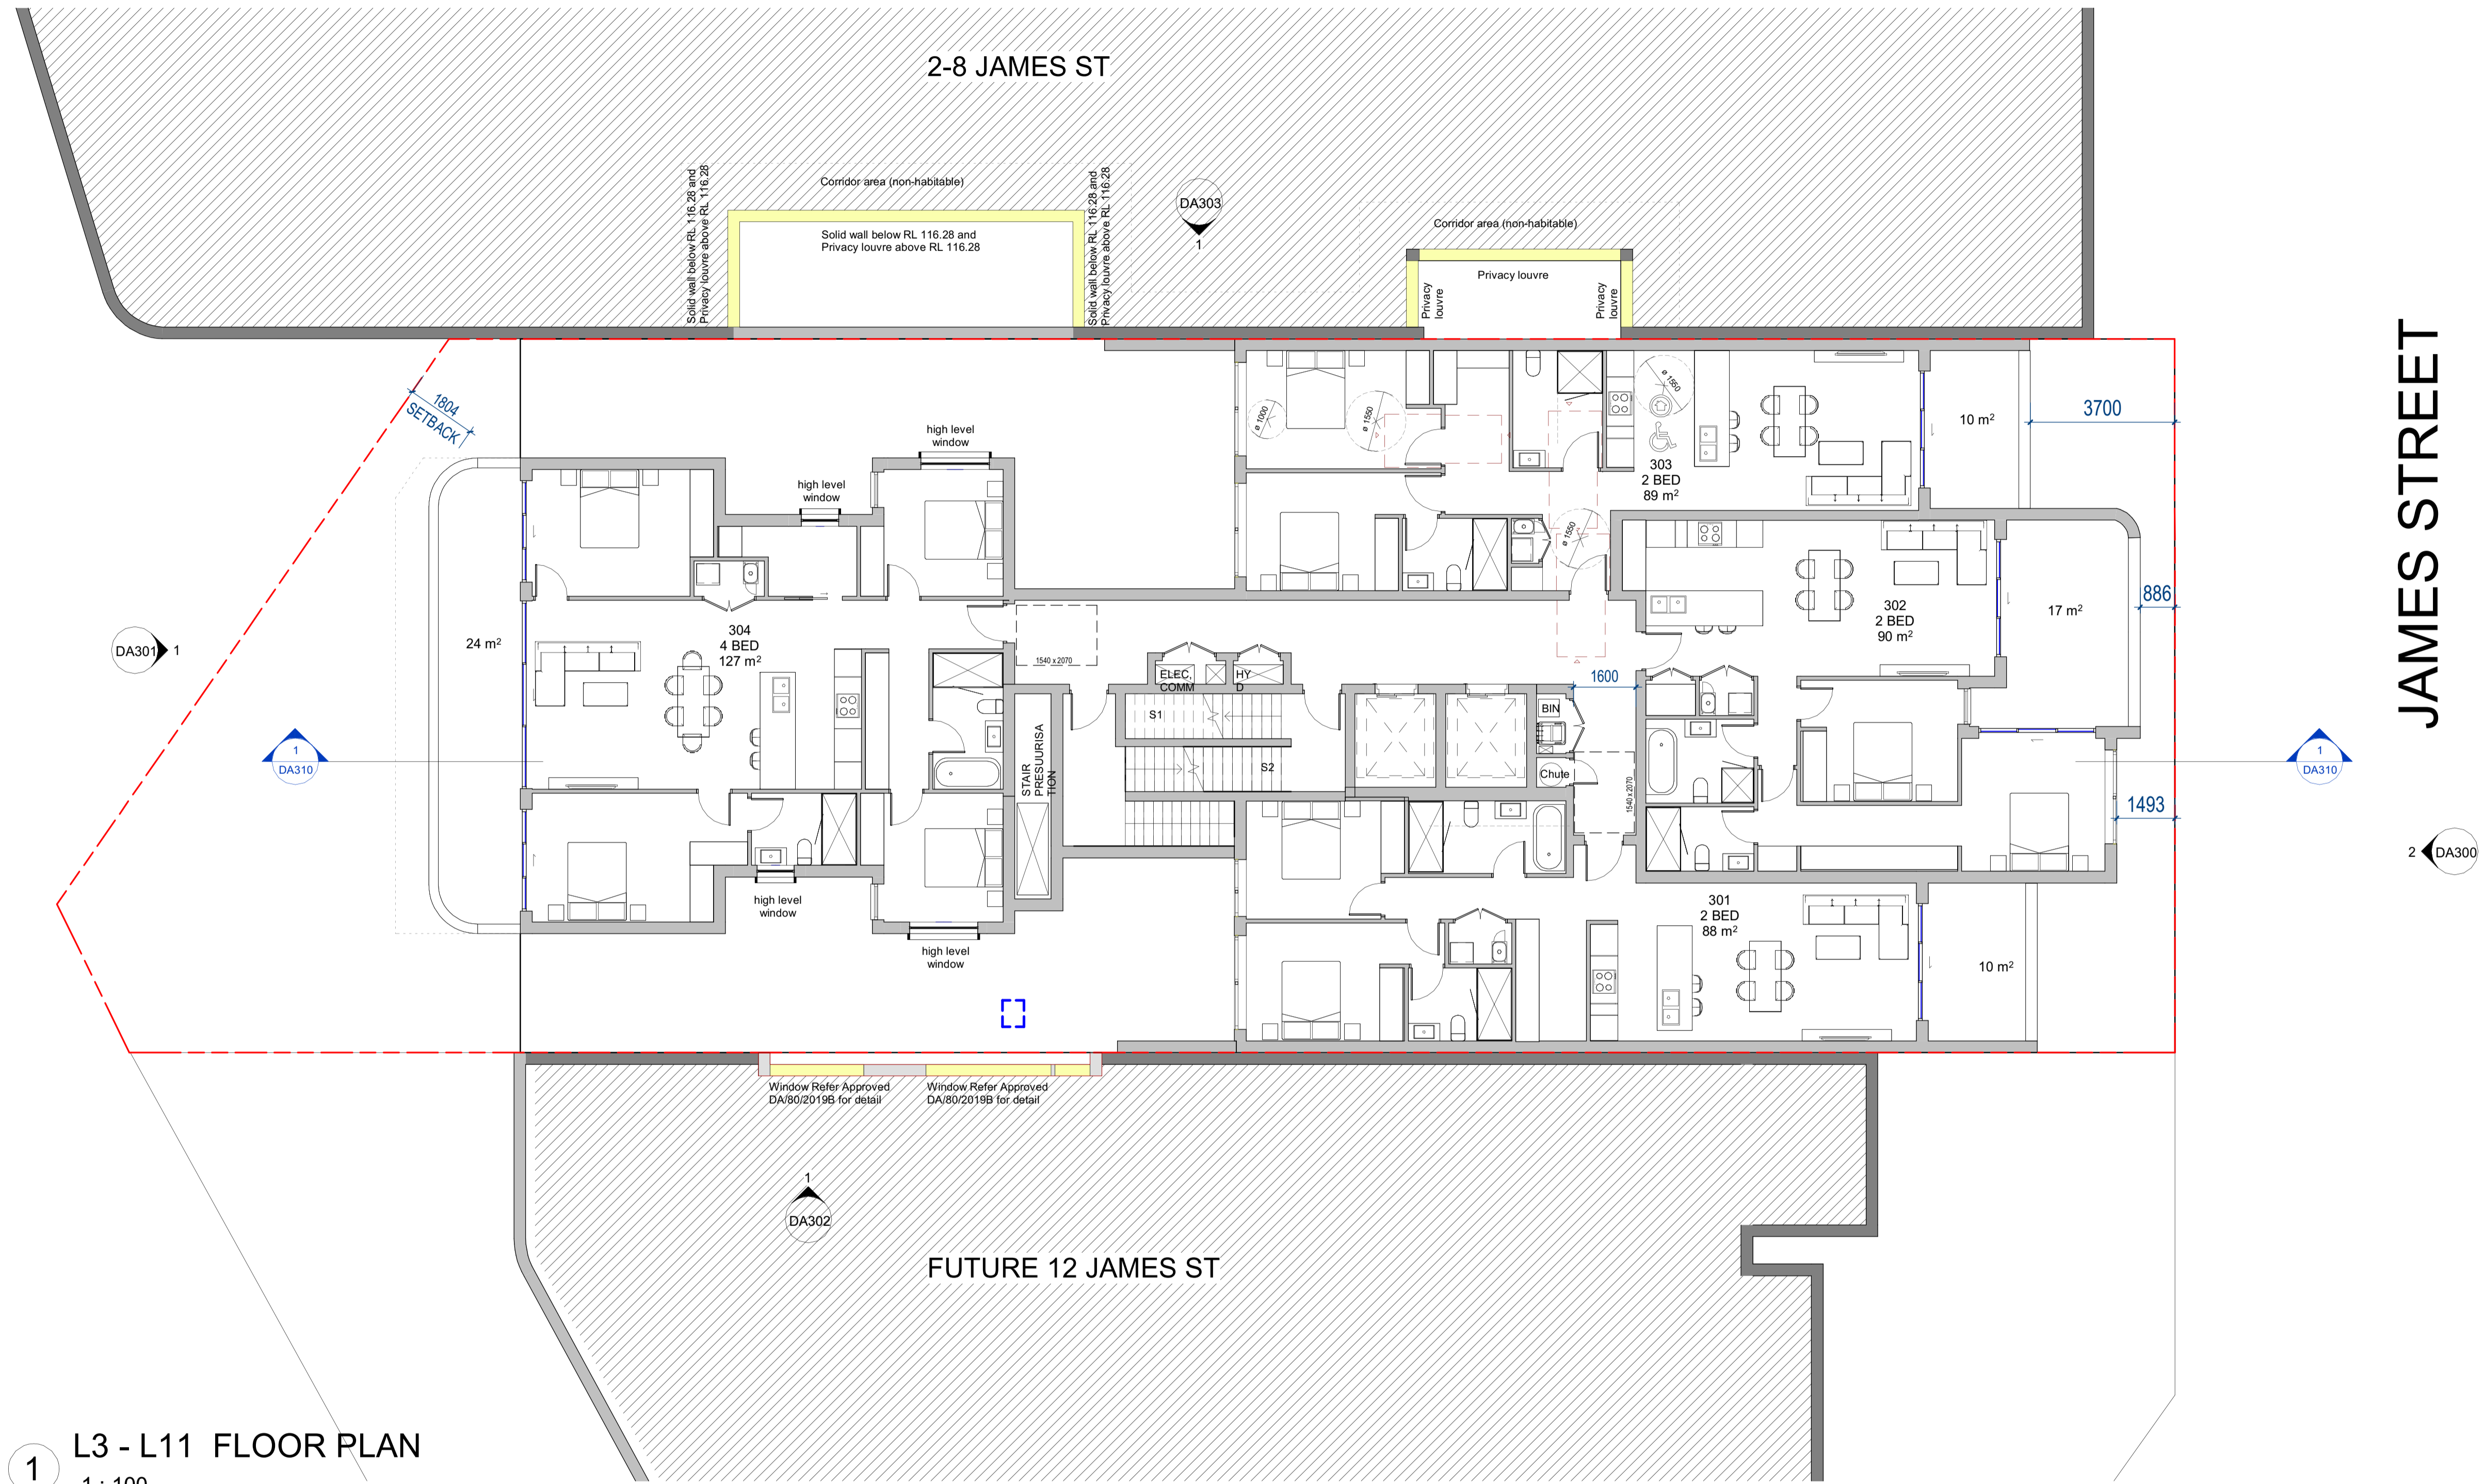 2-8 JAMES ST
Solid wall below RL 116.28 and
Privacy louvre above RL 116.28
Corridor area (non-habitable)
Solid wall below RL 116.28 and
Privacy louvre above RL 116.28
Solid wall below RL 116.28 and
Privacy louvre above RL 116.28
DA303
1
Corridor area (non-habitable)
Privacy louvre
Privacy
louvre
Privacy
louvre
JAMES STREET
1804
SETBACK
high level
window
high level
window
ø 1000
ø 1550
ø 1550
303
2 BED
89 m²
10 m²
3700
ø 1550
DA301
1
24 m²
304
4 BED
127 m²
1540 x 2070
ELEC,
COMM
HY
D
S1
S2
STAIR
PRESUURISA
TION
1600
BIN
Chute
1540 x 2070
302
2 BED
90 m²
17 m²
886
1
DA310
1
DA310
1493
2
DA300
high level
window
high level
window
301
2 BED
88 m²
10 m²
Window Refer Approved
DA/80/2019B for detail
Window Refer Approved
DA/80/2019B for detail
1
DA302
FUTURE 12 JAMES ST
1
L3 - L11 FLOOR PLAN
1 : 100